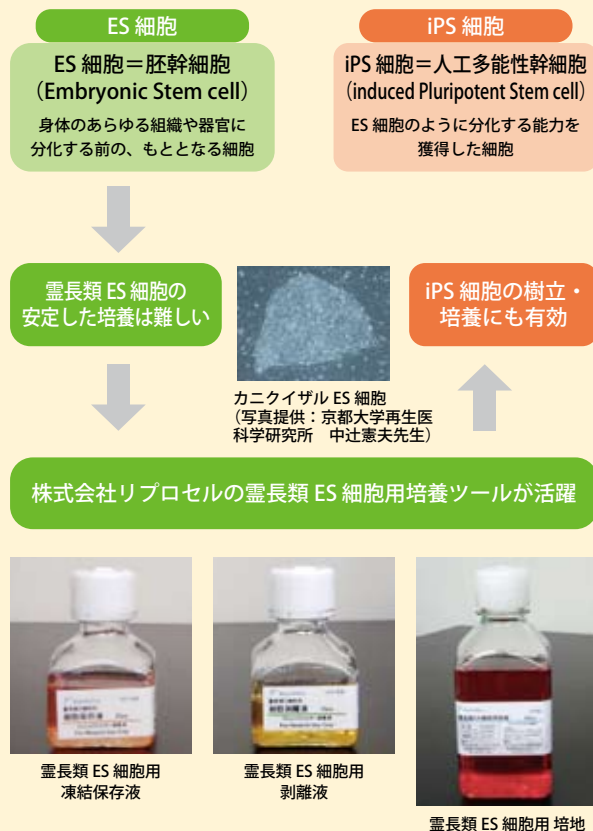 ES 細胞
ES 細胞＝胚幹細胞
（Embryonic Stem cell）
身体のあらゆる組織や器官に
分化する前の、もととなる細胞
iPS 細胞
iPS 細胞＝人工多能性幹細胞
（induced Pluripotent Stem cell）
ES 細胞のように分化する能力を
獲得した細胞
霊長類 ES 細胞の
安定した培養は難しい
カニクイザル ES 細胞
（写真提供：京都大学再生医
科学研究所　中辻憲夫先生）
iPS 細胞の樹立・
培養にも有効
株式会社リプロセルの霊長類 ES 細胞用培養ツールが活躍
霊長類 ES 細胞用
凍結保存液
霊長類 ES 細胞用
剥離液
霊長類 ES 細胞用 培地